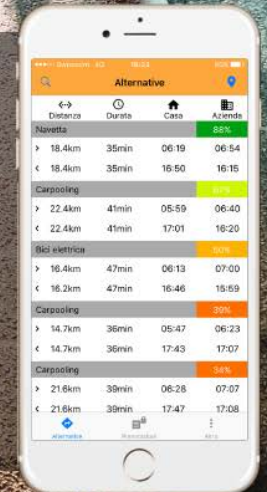 Alternative
Distanza Durata Casa Azienda
Navetta 88%
> 18.4km 35min 06:19 06:54
< 18.4km 35min 16:50 16:15
Carpooling
> 22.4km 41min 05:59 06:40
< 22.4km 41min 17:01 16:20
Bici elettrica
> 16.4km 47min 06:13 07:00
< 16.2km 47min 16:46 15:59
Carpooling 39%
> 14.7km 36min 05:47 06:23
< 14.7km 36min 17:43 17:07
Carpooling 34%
> 21.6km 39min 06:28 07:07
< 21.6km 39min 17:47 17:08
Alternative